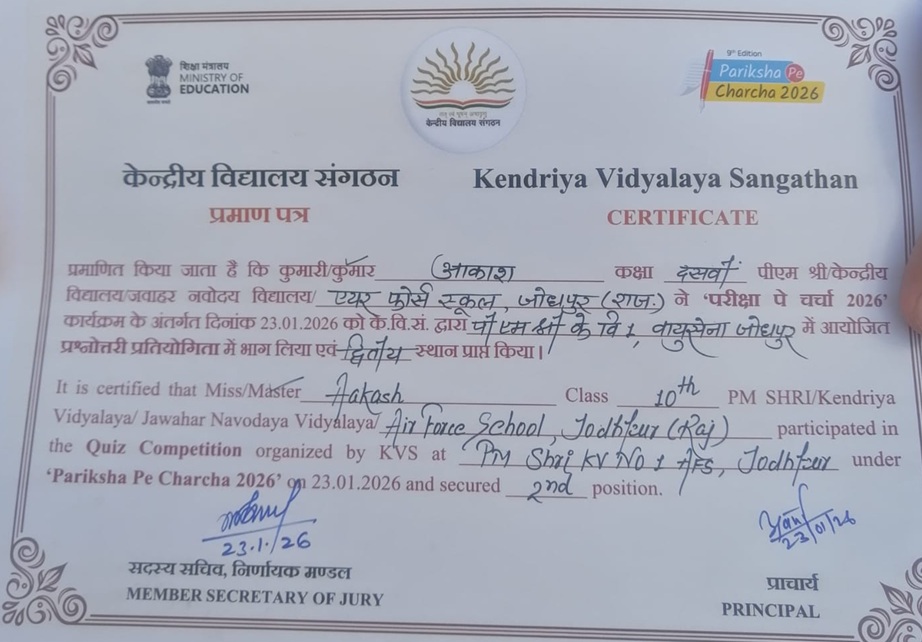 शिक्षा मंत्रालय
MINISTRY OF
EDUCATION
केन्द्रीय विद्यालय संगठन
9th Edition
Pariksha Pe
Charcha 2026
केन्द्रीय विद्यालय संगठन
Kendriya Vidyalaya Sangathan
प्रमाण पत्र
CERTIFICATE
प्रमाणित किया जाता है कि कुमारी/कुमार आकाश कक्षा दसवीं पीएम श्री/केन्द्रीय
विद्यालय/जवाहर नवोदय विद्यालय/ एयर फोर्स स्कूल, जोधपुर (राज.) ने 'परीक्षा पे चर्चा 2026'
कार्यक्रम के अंतर्गत दिनांक 23.01.2026 को के.वि.सं. द्वारा पी एम श्री के वि 1, वायुसेना जोधपुर में आयोजित
प्रश्नोत्तरी प्रतियोगिता में भाग लिया एवं द्वितीय स्थान प्राप्त किया।
It is certified that Miss/Master Aakash Class 10th PM SHRI/Kendriya
Vidyalaya/ Jawahar Navodaya Vidyalaya/ Air Force School, Jodhpur (Raj) participated in
the Quiz Competition organized by KVS at PM Shri KV No 1 AFS, Jodhpur under
'Pariksha Pe Charcha 2026' on 23.01.2026 and secured 2nd position.
23.1./26
23/01/26
सदस्य सचिव, निर्णायक मण्डल
MEMBER SECRETARY OF JURY
प्राचार्य
PRINCIPAL